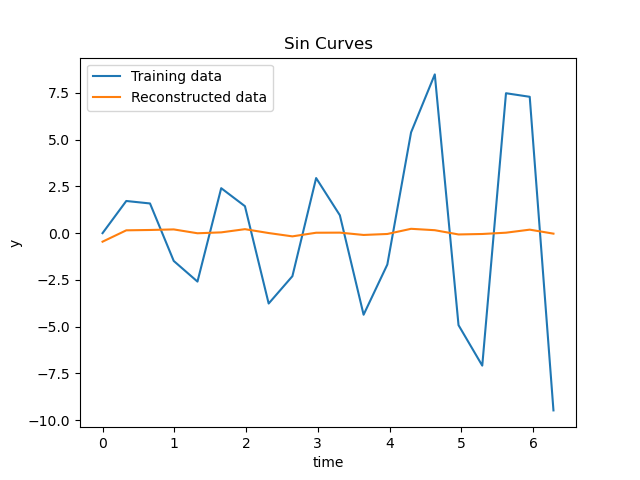 Sin Curves
Training data
Reconstructed data
7.5
5.0
2.5
0.0
−2.5
−5.0
−7.5
−10.0
y
0 1 2 3 4 5 6
time